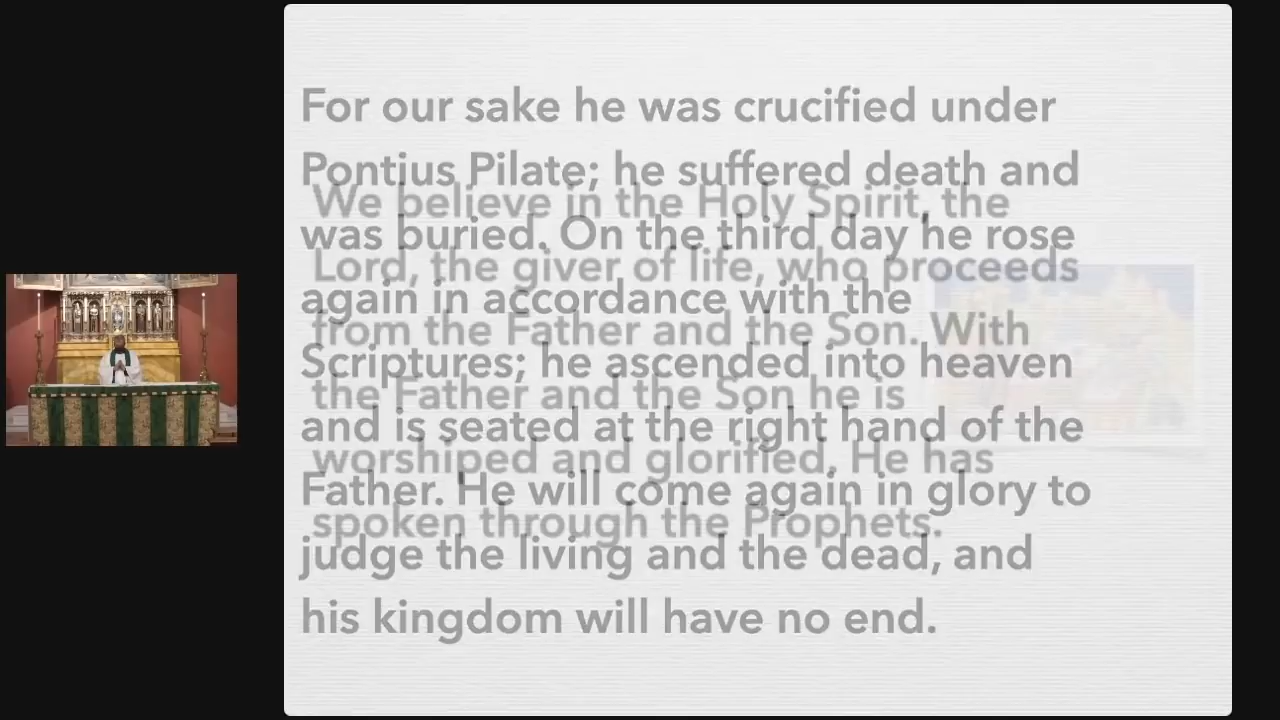 For our sake he was crucified under
Pontius Pilate; he suffered death and
was buried. On the third day he rose
again in accordance with the
Scriptures; he ascended into heaven
and is seated at the right hand of the
Father. He will come again in glory to
judge the living and the dead, and
his kingdom will have no end.
We believe in the Holy Spirit, the
Lord, the giver of life, who proceeds
from the Father and the Son. With
the Father and the Son he is
worshiped and glorified. He has
spoken through the Prophets.